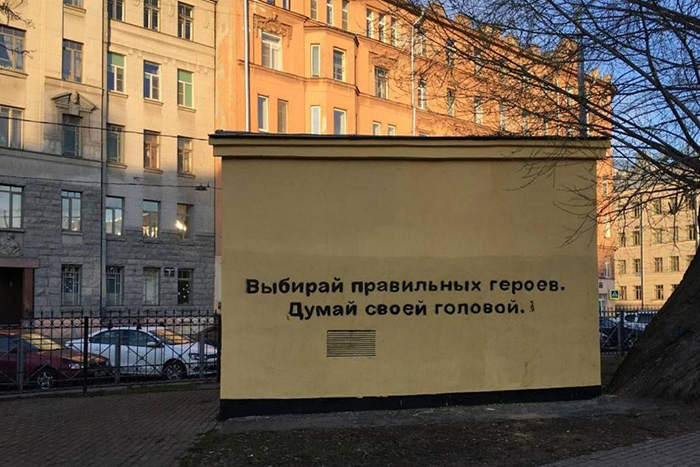 Выбирай правильных героев.
Думай своей головой.